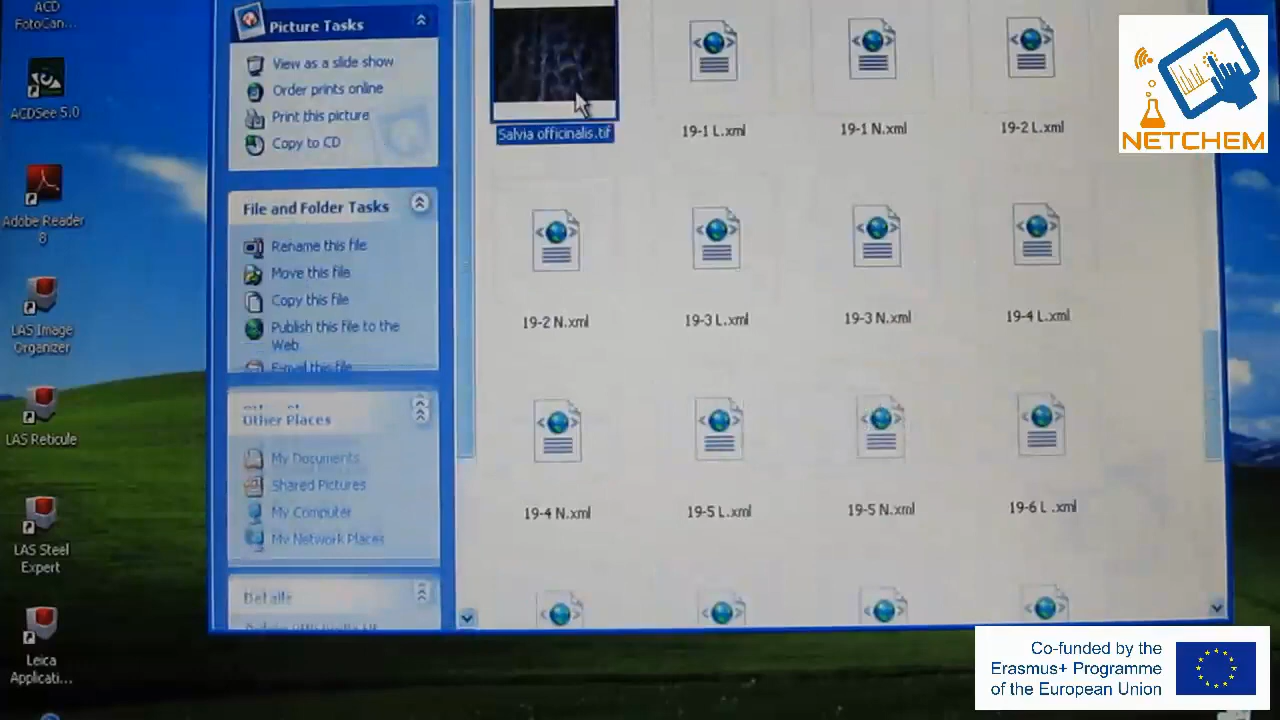 ACD
FotoCan...
ACDSee 5.0
Adobe Reader
8
LAS Image
Organizer
LAS Reticule
LAS Steel
Expert
Leica
Applicati...
Picture Tasks
View as a slide show
Order prints online
Print this picture
Copy to CD
File and Folder Tasks
Rename this file
Move this file
Copy this file
Publish this file to the
Web
E-mail this file
Other Places
My Documents
Shared Pictures
My Computer
My Network Places
Details
Salvia officinalis.tif
19-1 L.xml
19-1 N.xml
19-2 L.xml
19-2 N.xml
19-3 L.xml
19-3 N.xml
19-4 L.xml
19-4 N.xml
19-5 L.xml
19-5 N.xml
19-6 L .xml
NETCHEM
Co-funded by the
Erasmus+ Programme
of the European Union